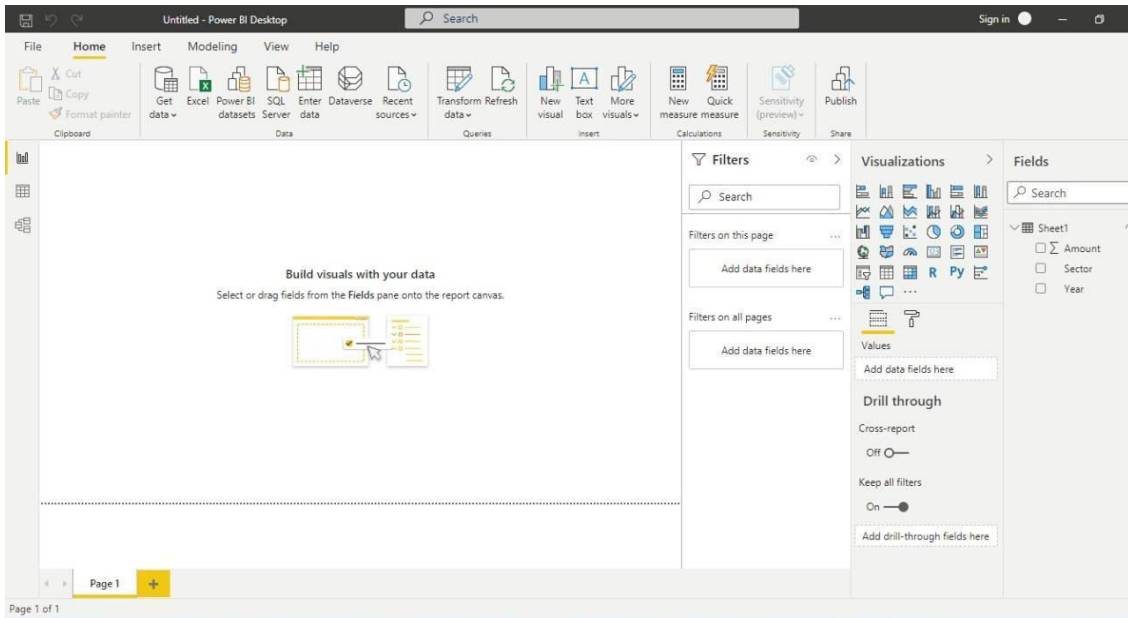 Untitled - Power BI Desktop
Search
Sign in
File Home Insert Modeling View Help
Paste
Cut
Copy
Format painter
Clipboard
Get data
Excel
Power BI datasets
SQL Server
Enter data
Dataverse
Recent sources
Data
Transform data
Refresh
Queries
New visual
Text box
More visuals
Insert
New measure
Quick measure
Calculations
Sensitivity (preview)
Sensitivity
Publish
Share
Build visuals with your data
Select or drag fields from the Fields pane onto the report canvas.
Filters
Search
Filters on this page
Add data fields here
Filters on all pages
Add data fields here
Visualizations
R Py
Values
Add data fields here
Drill through
Cross-report
Off
Keep all filters
On
Add drill-through fields here
Fields
Search
Sheet1
∑ Amount
Sector
Year
Page 1
Page 1 of 1